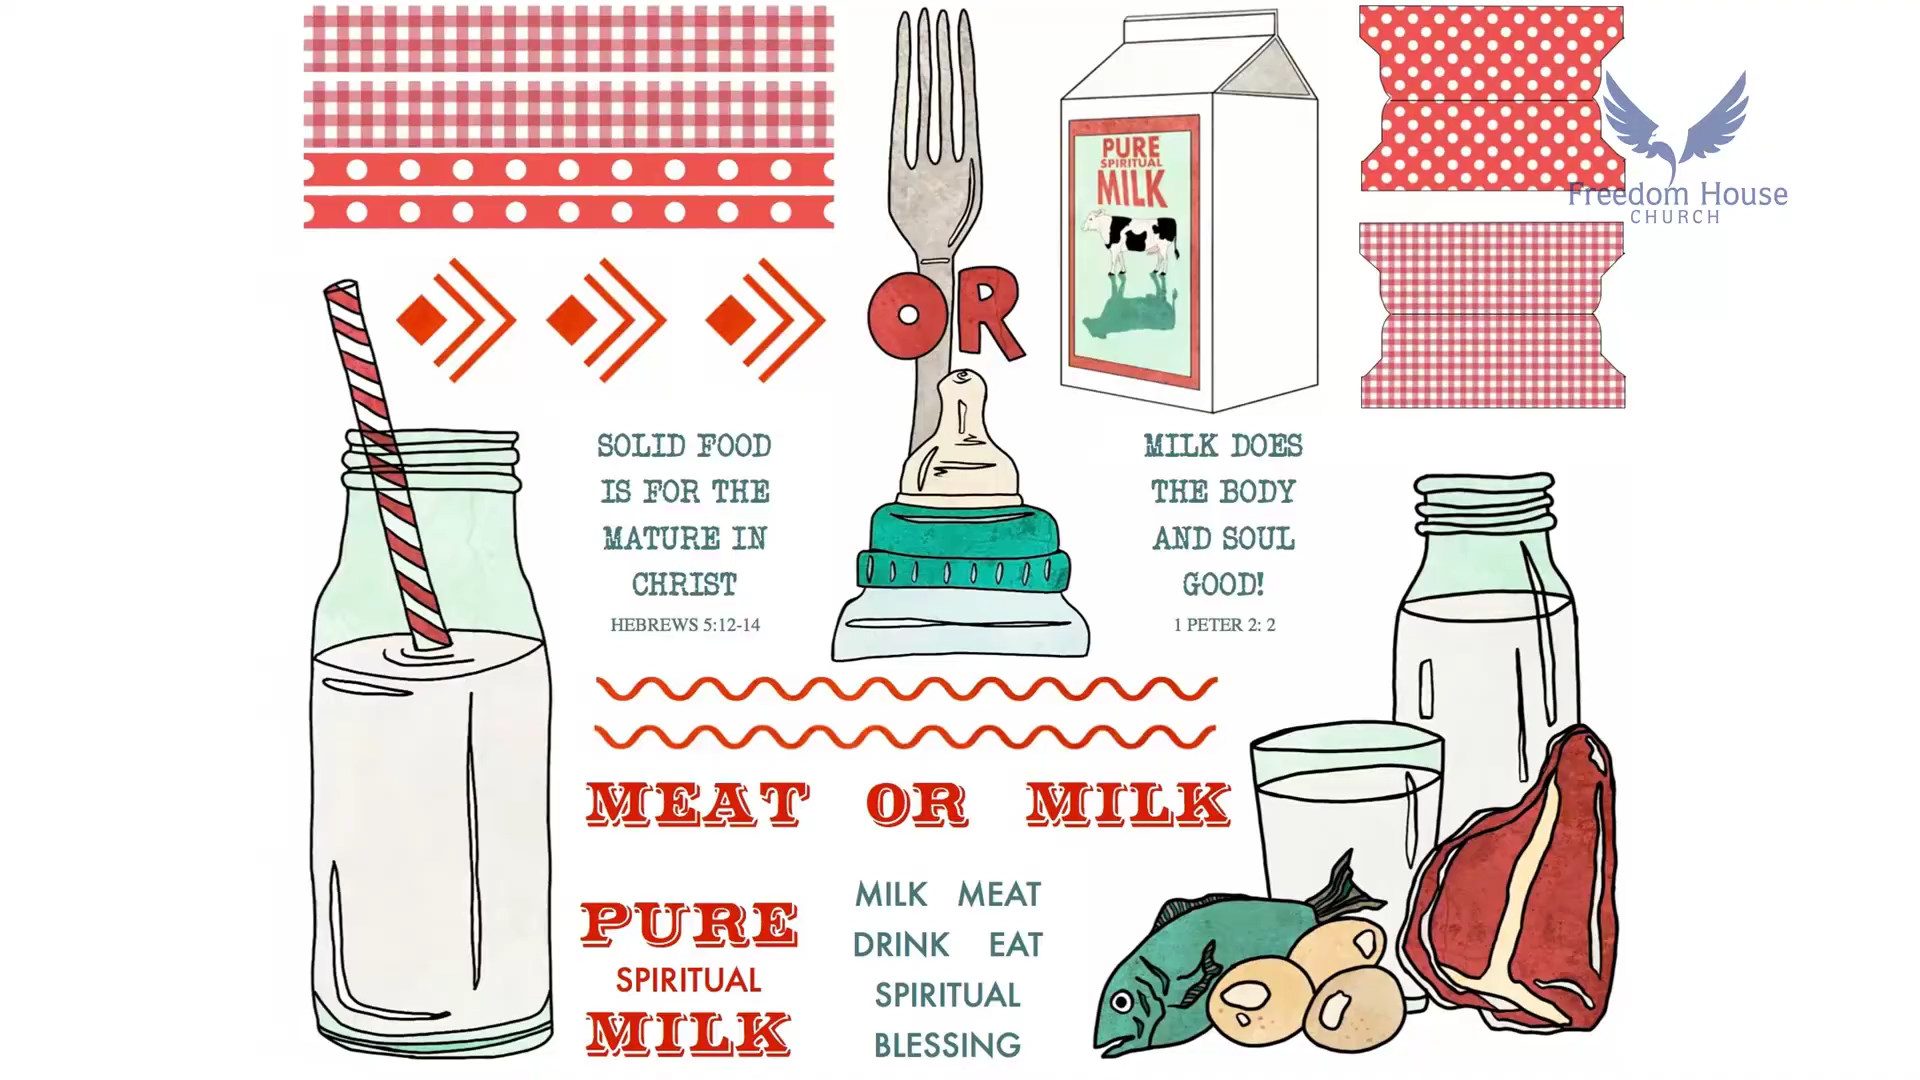 OR
PURE
SPIRITUAL
MILK
Freedom House
CHURCH
SOLID FOOD
IS FOR THE
MATURE IN
CHRIST
HEBREWS 5:12-14
MILK DOES
THE BODY
AND SOUL
GOOD!
1 PETER 2: 2
MEAT OR MILK
PURE
SPIRITUAL
MILK
MILK MEAT
DRINK EAT
SPIRITUAL
BLESSING